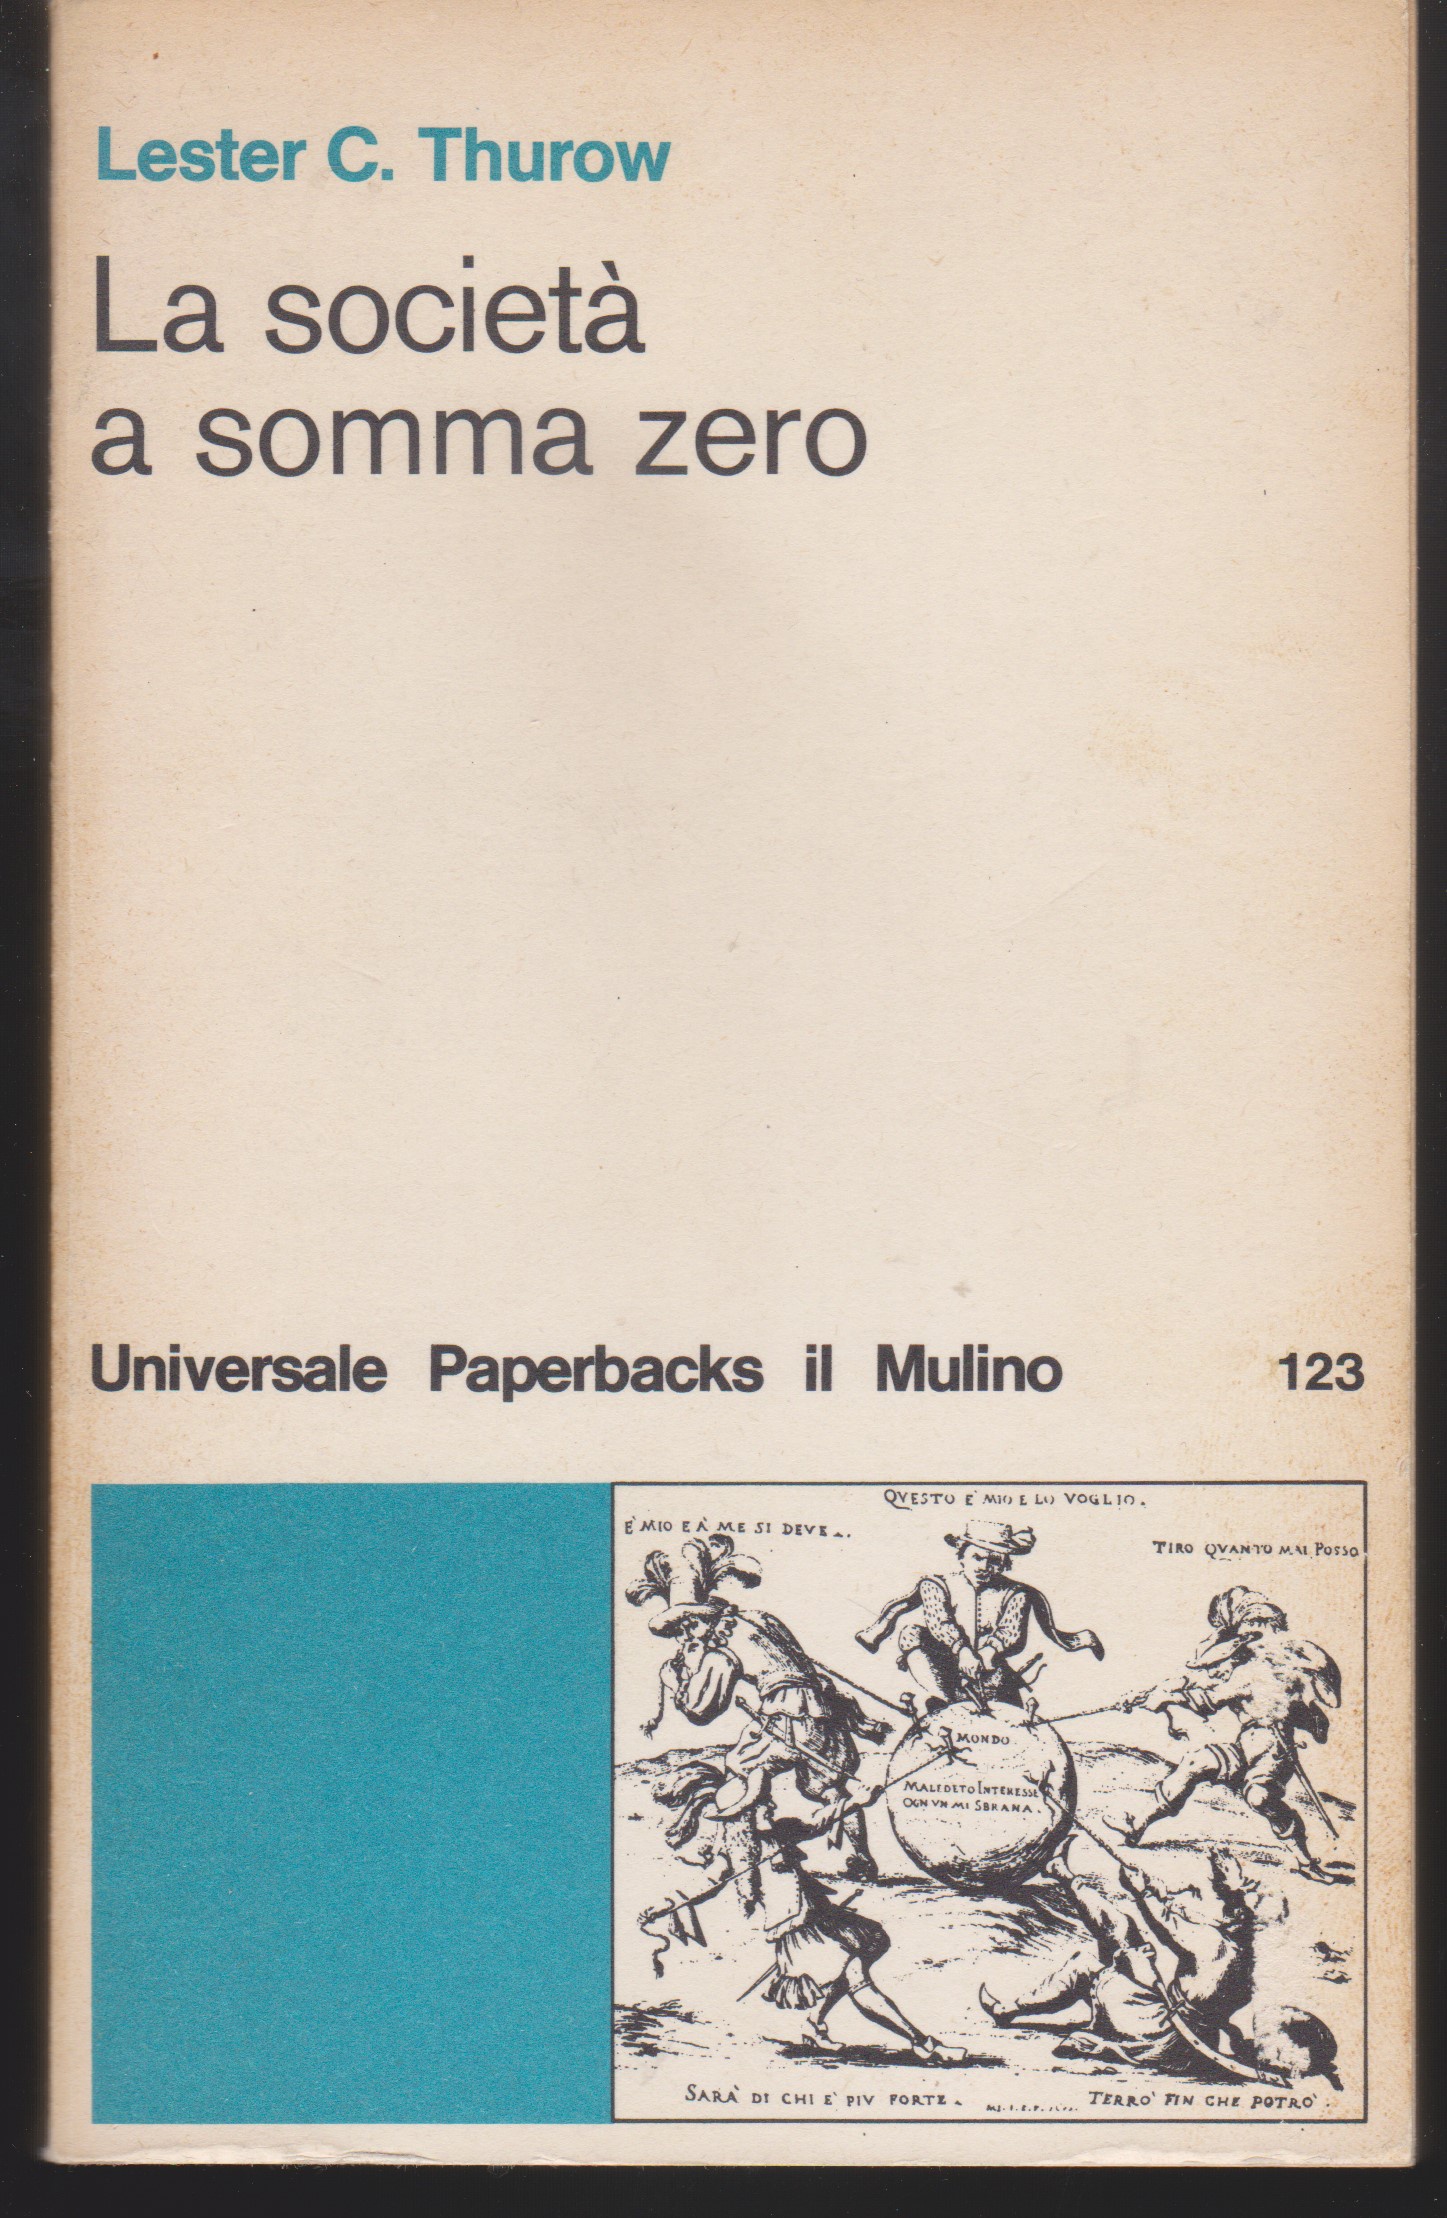 Lester C. Thurow
La società
a somma zero
Universale Paperbacks il Mulino 123
QVESTO E' MIO E LO VOGLIO.
E' MIO E A' ME SI DEVE.
TIRO QVANTO MAI POSSO
MONDO
MALEDETO INTERESSE
OGN VN MI SBRANA.
SARA' DI CHI E' PIV FORTE.
TERRO' FIN CHE POTRO'.